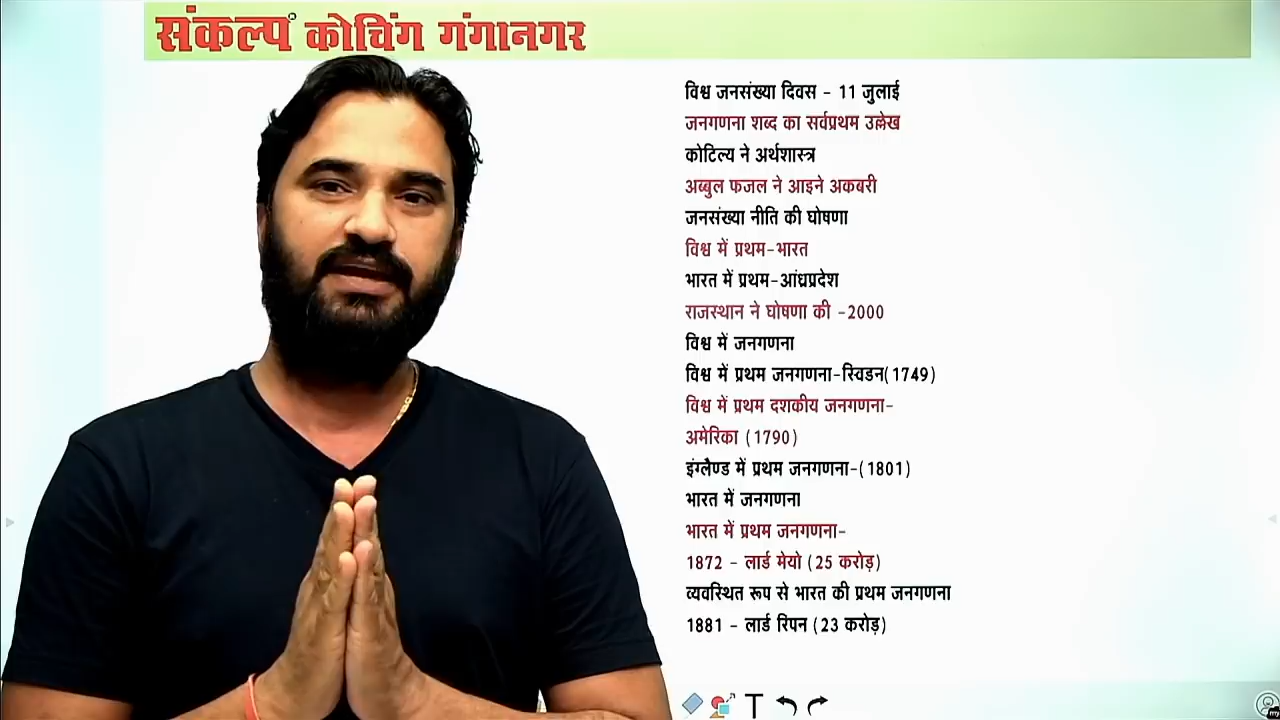 संकल्प कोचिंग गंगानगर
विश्व जनसंख्या दिवस - 11 जुलाई
जनगणना शब्द का सर्वप्रथम उल्लेख
कोटिल्य ने अर्थशास्त्र
अब्बुल फजल ने आइने अकबरी
जनसंख्या नीति की घोषणा
विश्व में प्रथम-भारत
भारत में प्रथम-आंध्रप्रदेश
राजस्थान ने घोषणा की -2000
विश्व में जनगणना
विश्व में प्रथम जनगणना-स्विडन(1749)
विश्व में प्रथम दशकीय जनगणना-
अमेरिका (1790)
इंग्लैण्ड में प्रथम जनगणना-(1801)
भारत में जनगणना
भारत में प्रथम जनगणना-
1872 - लार्ड मेयो (25 करोड़)
व्यवस्थित रूप से भारत की प्रथम जनगणना
1881 - लार्ड रिपन (23 करोड़)
T